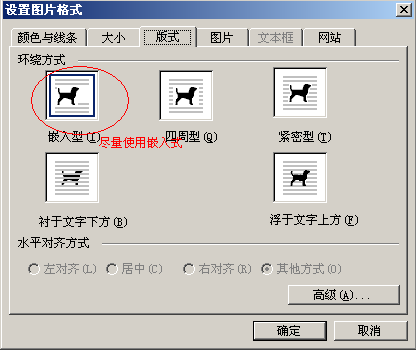 设置图片格式
颜色与线条 大小 版式 图片 文本框 网站
环绕方式
嵌入型(I) 四周型(Q) 紧密型(T)
尽量使用嵌入式
衬于文字下方(B) 浮于文字上方(F)
水平对齐方式
左对齐(L) 居中(C) 右对齐(R) 其他方式(O)
高级(A)...
确定 取消